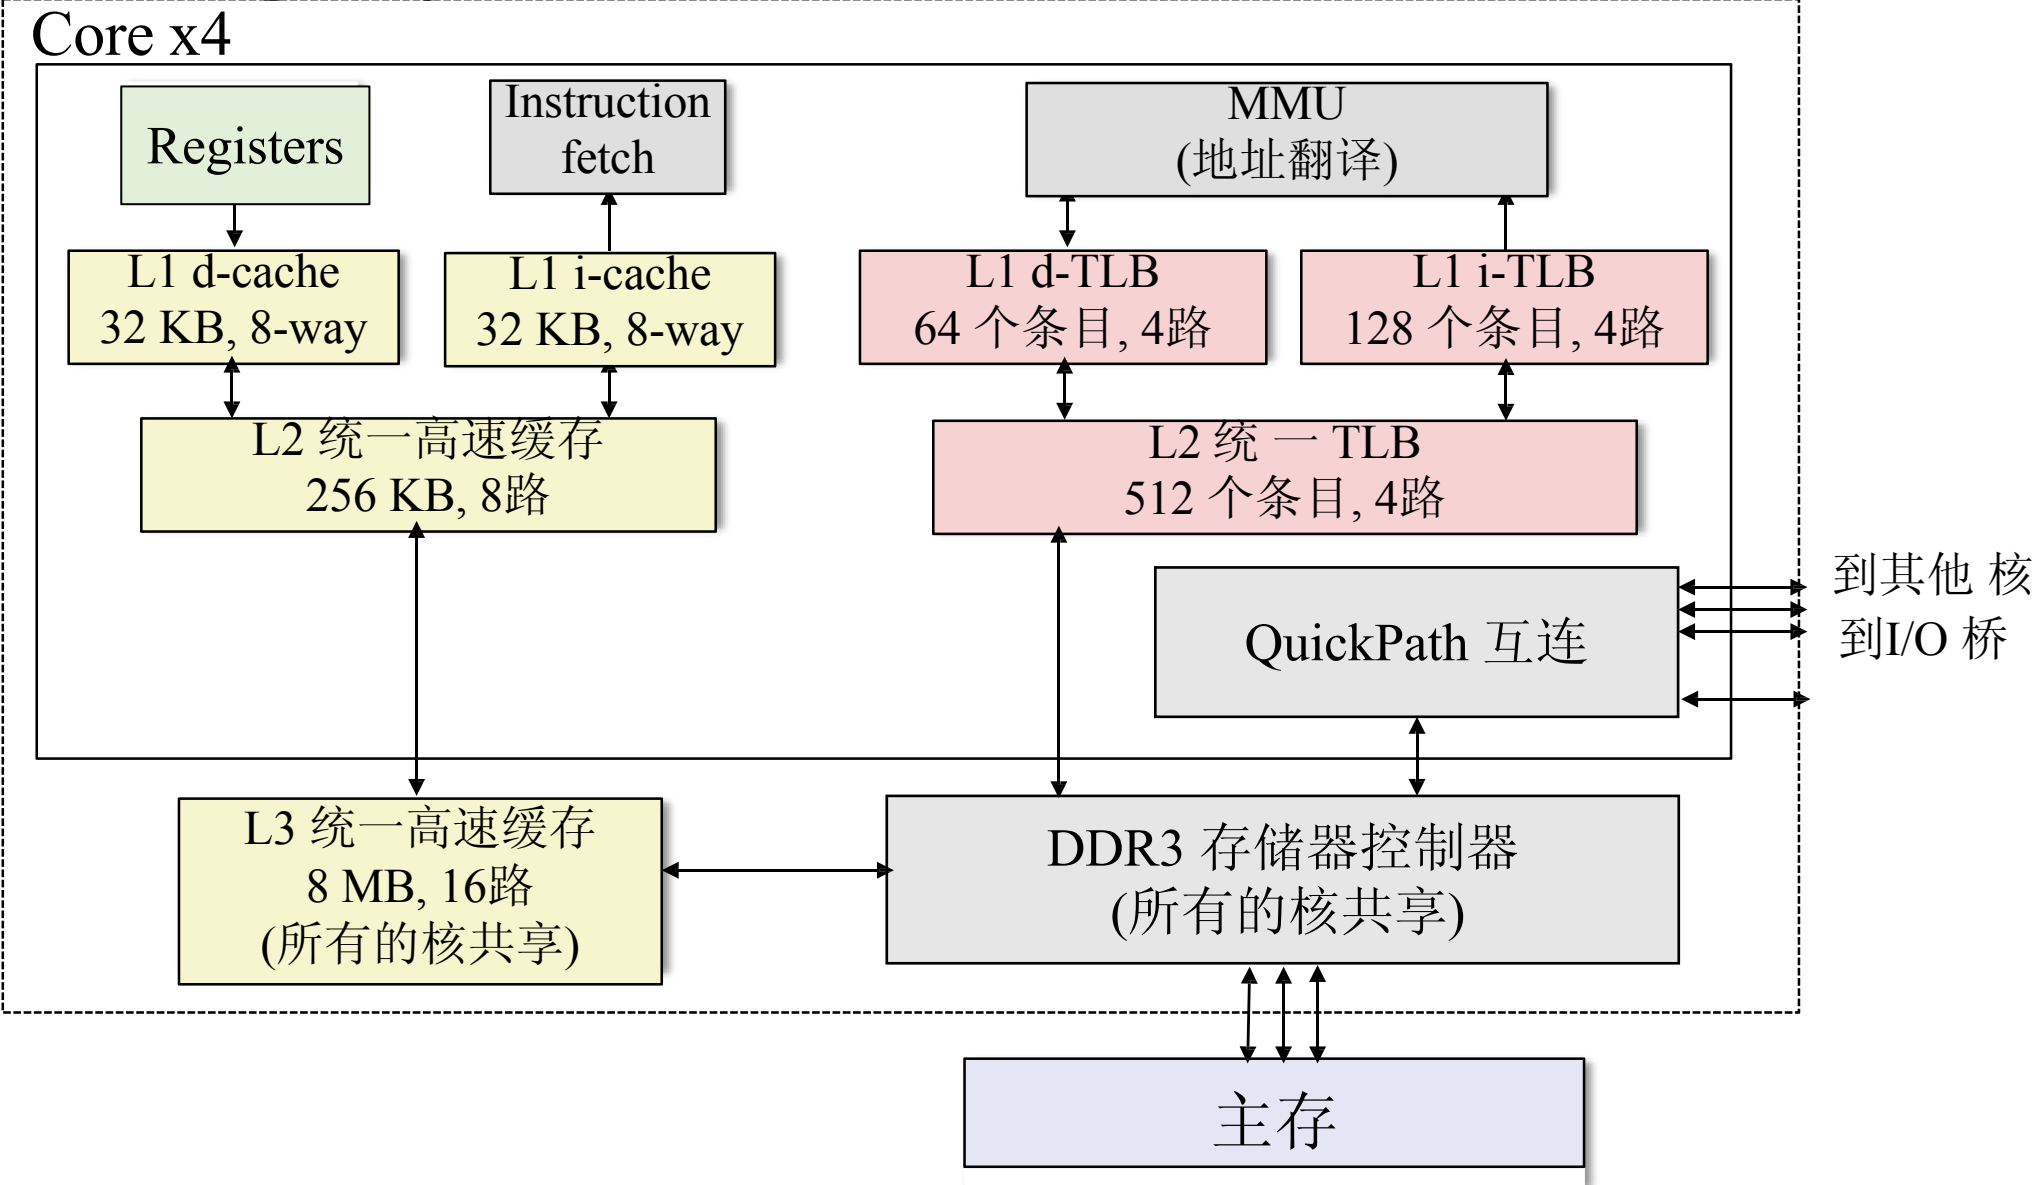 Core x4
Registers
Instruction
fetch
MMU
(地址翻译)
L1 d-cache
32 KB, 8-way
L1 i-cache
32 KB, 8-way
L1 d-TLB
64 个条目, 4路
L1 i-TLB
128 个条目, 4路
L2 统一高速缓存
256 KB, 8路
L2 统 一 TLB
512 个条目, 4路
QuickPath 互连
到其他 核
到I/O 桥
L3 统一高速缓存
8 MB, 16路
(所有的核共享)
DDR3 存储器控制器
(所有的核共享)
主存